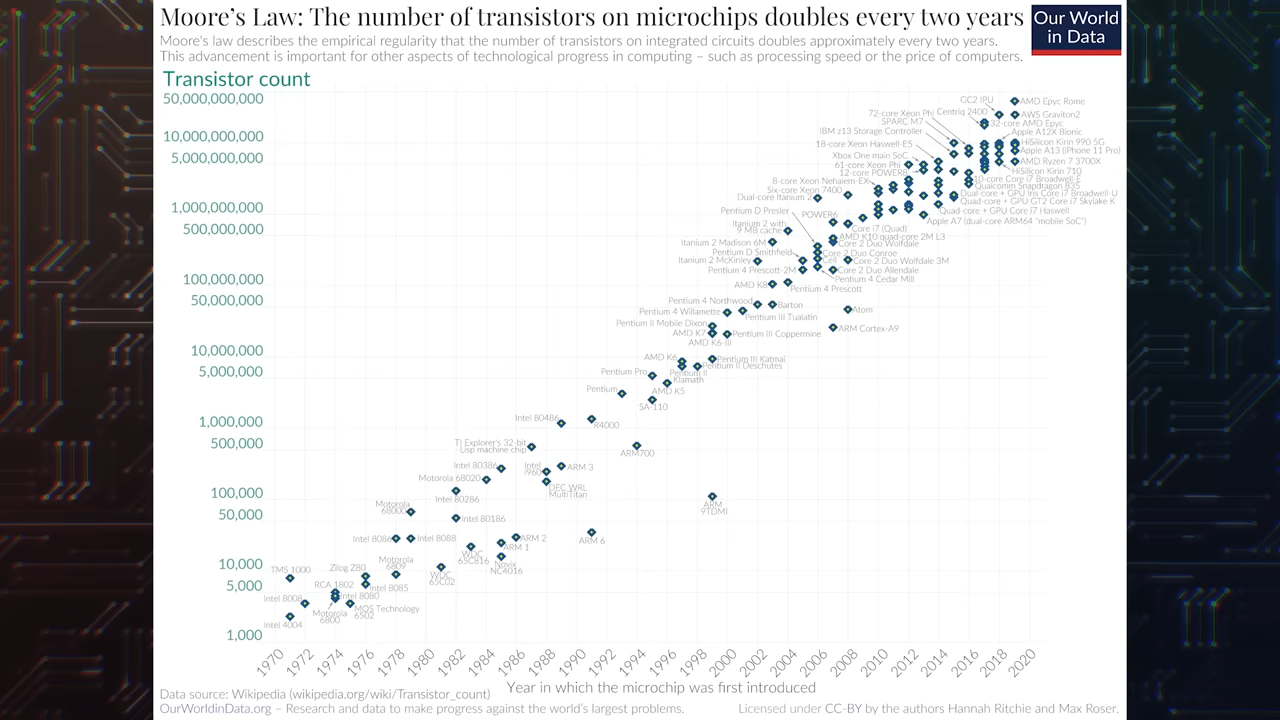 Moore's Law: The number of transistors on microchips doubles every two years
Our World
in Data
Moore's law describes the empirical regularity that the number of transistors on integrated circuits doubles approximately every two years.
This advancement is important for other aspects of technological progress in computing – such as processing speed or the price of computers.
Transistor count
50,000,000,000
10,000,000,000
5,000,000,000
1,000,000,000
500,000,000
100,000,000
50,000,000
10,000,000
5,000,000
1,000,000
500,000
100,000
50,000
10,000
5,000
1,000
GC2 IPU
AMD Epyc Rome
72-core Xeon Phi
Centriq 2400
AWS Graviton2
SPARC M7
32-core AMD Epyc
IBM z13 Storage Controller
Apple A12X Bionic
18-core Xeon Haswell-E5
HiSilicon Kirin 990 5G
Apple A13 (iPhone 11 Pro)
Xbox One main SoC
61-core Xeon Phi
AMD Ryzen 7 3700X
12-core POWER8
HiSilicon Kirin 710
8-core Xeon Nehalem-EX
10-core Core i7 Broadwell-E
Six-core Xeon 7400
Qualcomm Snapdragon 835
Dual-core Itanium 2
Dual-core + GPU Iris Core i7 Broadwell-U
Quad-core + GPU GT2 Core i7 Skylake K
Pentium D Presler
POWER6
Quad-core + GPU Core i7 Haswell
Apple A7 (dual-core ARM64 "mobile SoC")
Itanium 2 with
9 MB cache
Core i7 (Quad)
AMD K10 quad-core 2M L3
Itanium 2 Madison 6M
Core 2 Duo Wolfdale
Pentium D Smithfield
Core 2 Duo Conroe
Itanium 2 McKinley
Cell
Core 2 Duo Wolfdale 3M
Pentium 4 Prescott-2M
Core 2 Duo Allendale
Pentium 4 Cedar Mill
AMD K8
Pentium 4 Prescott
Pentium 4 Northwood
Barton
Pentium 4 Willamette
Pentium III Tualatin
Atom
Pentium II Mobile Dixon
AMD K7
Pentium III Coppermine
ARM Cortex-A9
AMD K6-III
AMD K6
Pentium III Katmai
Pentium II Deschutes
Pentium Pro
Pentium II
Klamath
Pentium
AMD K5
SA-110
Intel 80486
R4000
TI Explorer's 32-bit
Lisp machine chip
ARM700
Intel 80386
Intel
i960
ARM 3
Motorola 68020
DEC WRL
MultiTitan
Intel 80286
Motorola
68000
ARM
9TDMI
Intel 80186
Intel 8086
Intel 8088
ARM 2
ARM 1
ARM 6
WDC
65C816
Novix
NC4016
Motorola
6809
WDC
65C02
TMS 1000
Zilog Z80
RCA 1802
Intel 8085
Intel 8008
Intel 8080
MOS Technology
6502
Motorola
6800
Intel 4004
1970
1972
1974
1976
1978
1980
1982
1984
1986
1988
1990
1992
1994
1996
1998
2000
2002
2004
2006
2008
2010
2012
2014
2016
2018
2020
Year in which the microchip was first introduced
Data source: Wikipedia (wikipedia.org/wiki/Transistor_count)
OurWorldinData.org – Research and data to make progress against the world's largest problems.
Licensed under CC-BY by the authors Hannah Ritchie and Max Roser.